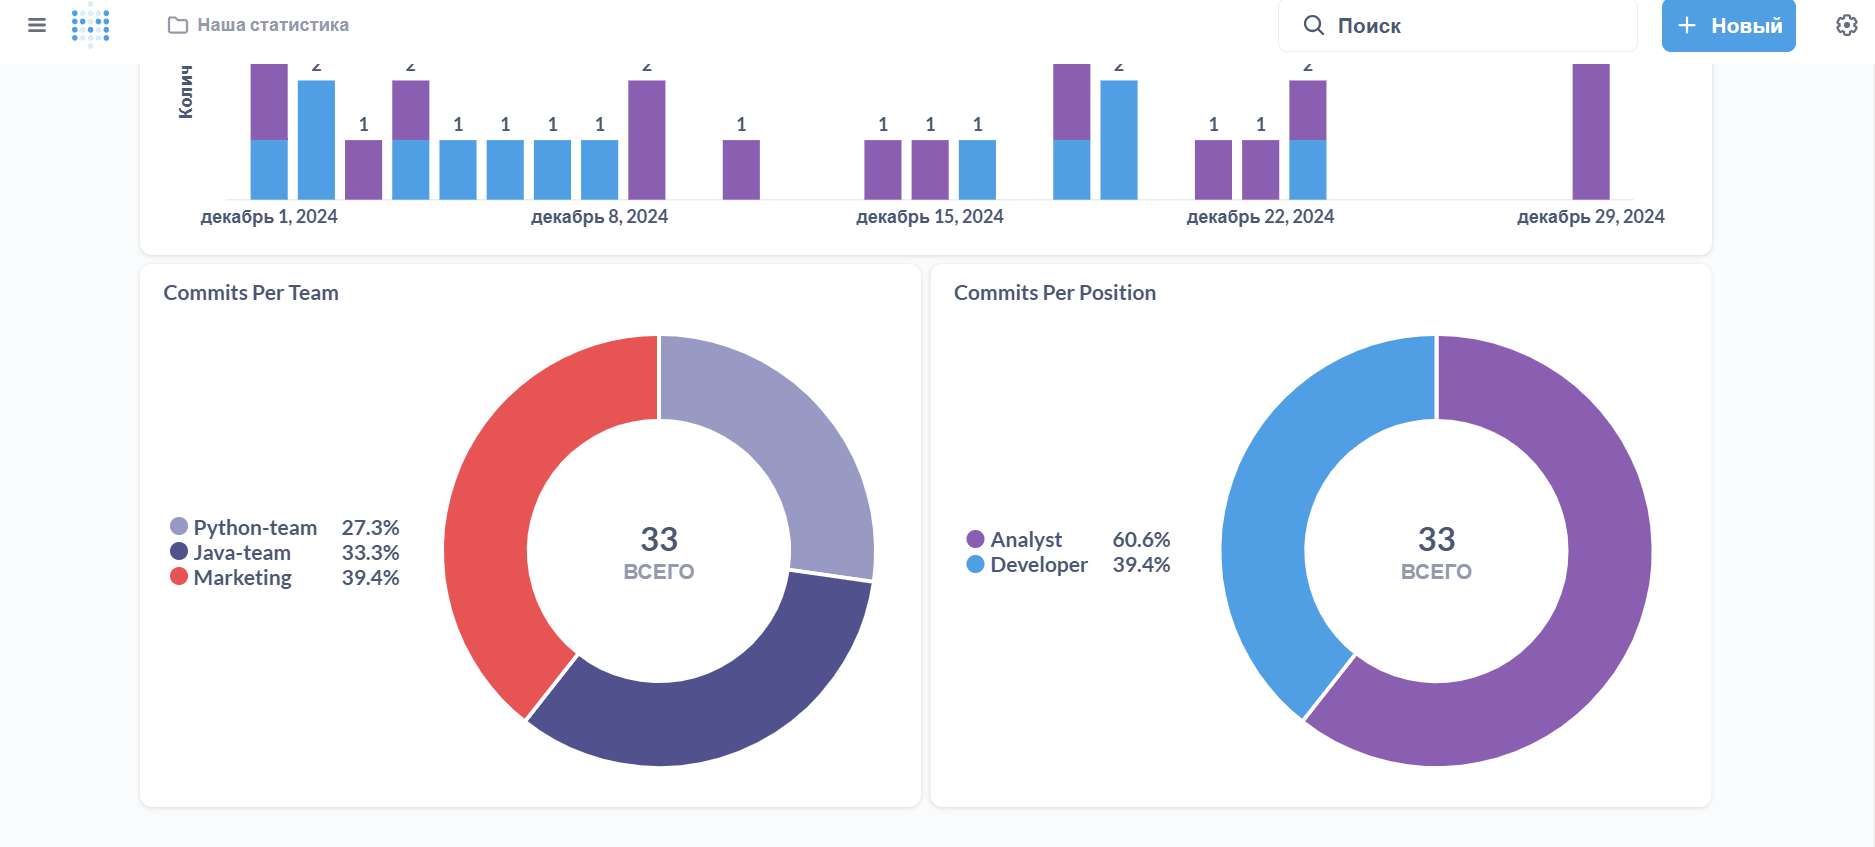 Наша статистика
Поиск
+ Новый
Колич
2 2 2 2 2
1 1 1 1 1 1 1 1 1 1 1
декабрь 1, 2024 декабрь 8, 2024 декабрь 15, 2024 декабрь 22, 2024 декабрь 29, 2024
Commits Per Team
Python-team 27.3%
Java-team 33.3%
Marketing 39.4%
33
ВСЕГО
Commits Per Position
Analyst 60.6%
Developer 39.4%
33
ВСЕГО